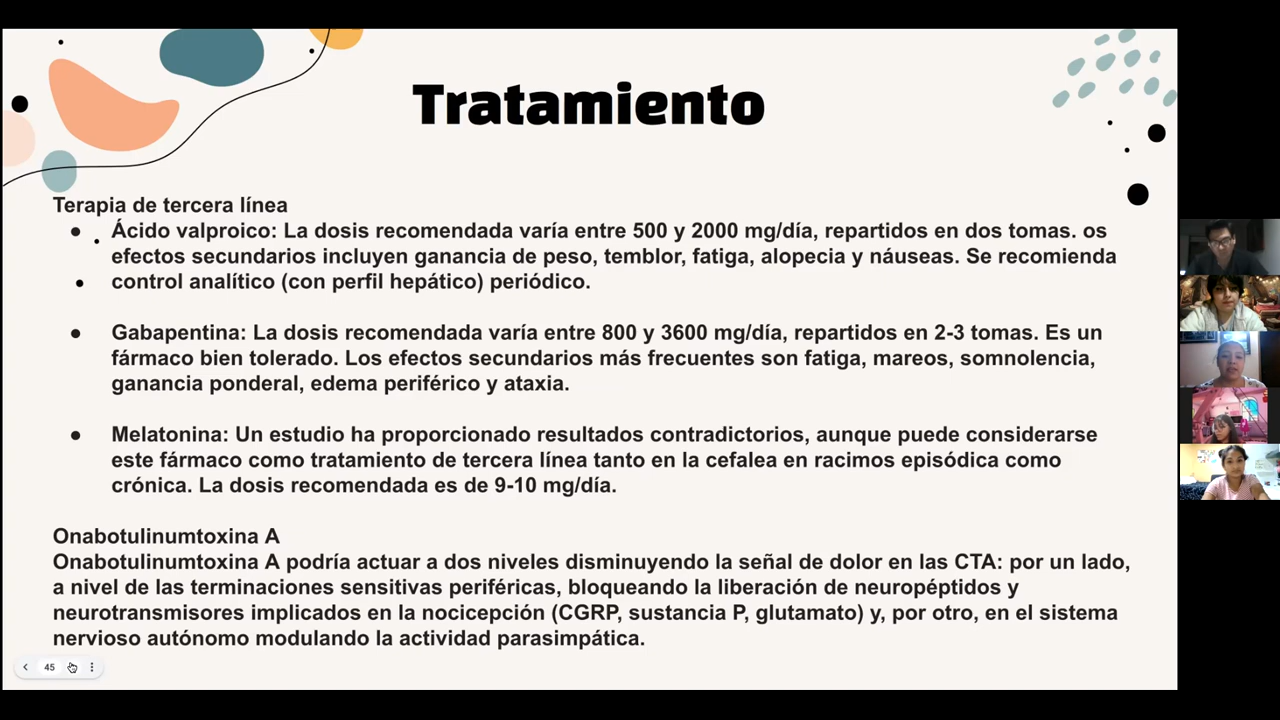 Tratamiento
Terapia de tercera línea
● Ácido valproico: La dosis recomendada varía entre 500 y 2000 mg/día, repartidos en dos tomas. os
efectos secundarios incluyen ganancia de peso, temblor, fatiga, alopecia y náuseas. Se recomienda
control analítico (con perfil hepático) periódico.
● Gabapentina: La dosis recomendada varía entre 800 y 3600 mg/día, repartidos en 2-3 tomas. Es un
fármaco bien tolerado. Los efectos secundarios más frecuentes son fatiga, mareos, somnolencia,
ganancia ponderal, edema periférico y ataxia.
● Melatonina: Un estudio ha proporcionado resultados contradictorios, aunque puede considerarse
este fármaco como tratamiento de tercera línea tanto en la cefalea en racimos episódica como
crónica. La dosis recomendada es de 9-10 mg/día.
Onabotulinumtoxina A
Onabotulinumtoxina A podría actuar a dos niveles disminuyendo la señal de dolor en las CTA: por un lado,
a nivel de las terminaciones sensitivas periféricas, bloqueando la liberación de neuropéptidos y
neurotransmisores implicados en la nocicepción (CGRP, sustancia P, glutamato) y, por otro, en el sistema
nervioso autónomo modulando la actividad parasimpática.
45